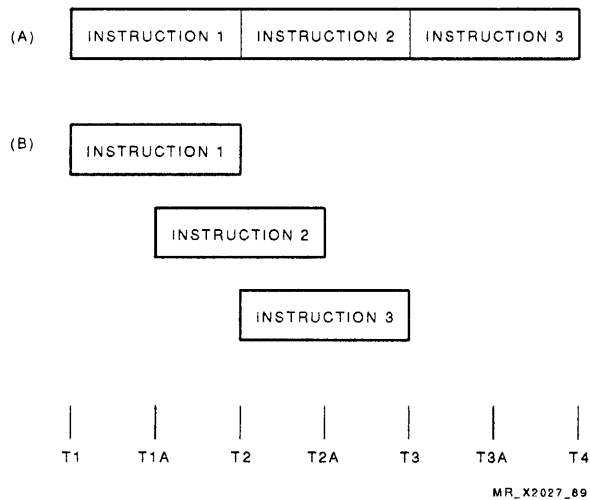 (A) INSTRUCTION 1 INSTRUCTION 2 INSTRUCTION 3
(B)
INSTRUCTION 1
INSTRUCTION 2
INSTRUCTION 3
T1 T1A T2 T2A T3 T3A T4
MR_X2027_89